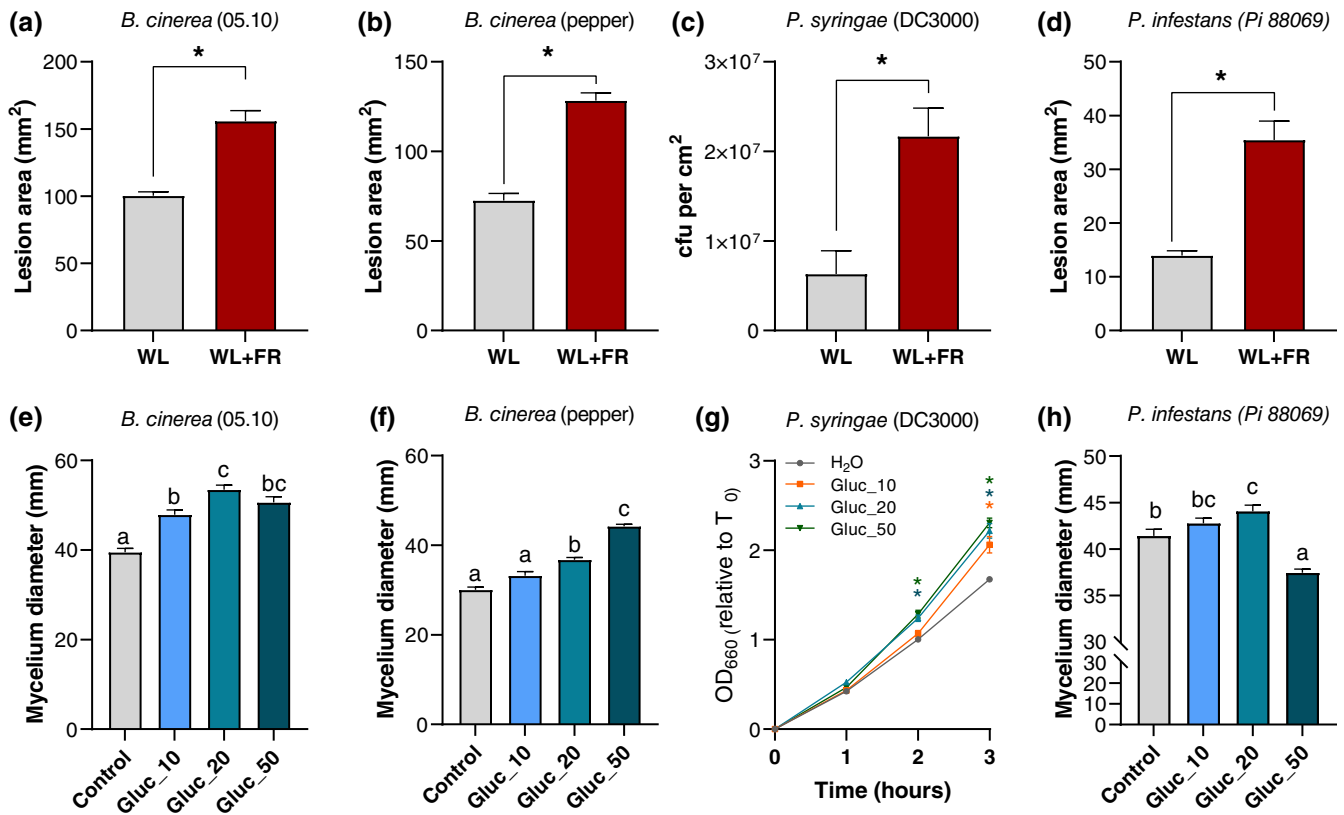 (a)
B. cinerea (05.10)
*
Lesion area (mm²)
200
150
100
50
0
WL
WL+FR
(b)
B. cinerea (pepper)
*
Lesion area (mm²)
150
100
50
0
WL
WL+FR
(c)
P. syringae (DC3000)
*
cfu per cm²
3×10⁷
2×10⁷
1×10⁷
0
WL
WL+FR
(d)
P. infestans (Pi 88069)
*
Lesion area (mm²)
50
40
30
20
10
0
WL
WL+FR
(e)
B. cinerea (05.10)
Mycelium diameter (mm)
60
40
20
0
a
b
c
bc
Control
Gluc_10
Gluc_20
Gluc_50
(f)
B. cinerea (pepper)
Mycelium diameter (mm)
60
40
20
0
a
a
b
c
Control
Gluc_10
Gluc_20
Gluc_50
(g)
P. syringae (DC3000)
OD₆₆₀ (relative to T ₀)
3
2
1
0
H₂O
Gluc_10
Gluc_20
Gluc_50
*
*
*
*
*
0
1
2
3
Time (hours)
(h)
P. infestans (Pi 88069)
Mycelium diameter (mm)
50
45
40
35
30
30
20
10
0
b
bc
c
a
Control
Gluc_10
Gluc_20
Gluc_50